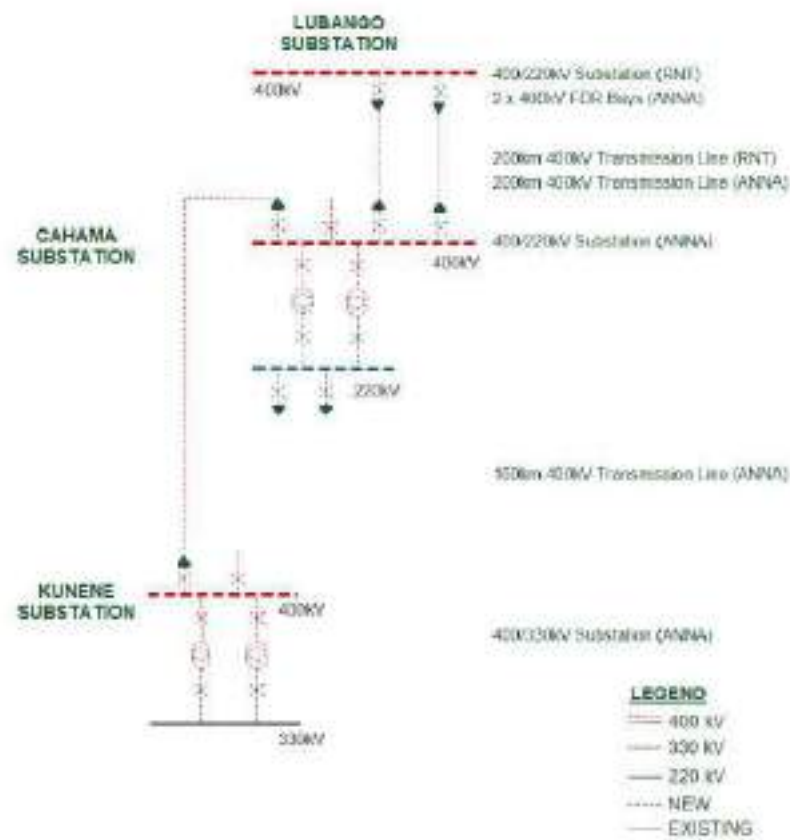 LUBANGO
SUBSTATION
400kV
400/220kV Substation (RNT)
2 x 400kV FDR Bays (ANNA)
200km 400kV Transmission Line (RNT)
200km 400kV Transmission Line (ANNA)
CAHAMA
SUBSTATION
400kV
400/220kV Substation (ANNA)
220kV
160km 400kV Transmission Line (ANNA)
KUNENE
SUBSTATION
400kV
400/330kV Substation (ANNA)
330kV
LEGEND
400 kV
330 kV
220 kV
NEW
EXISTING